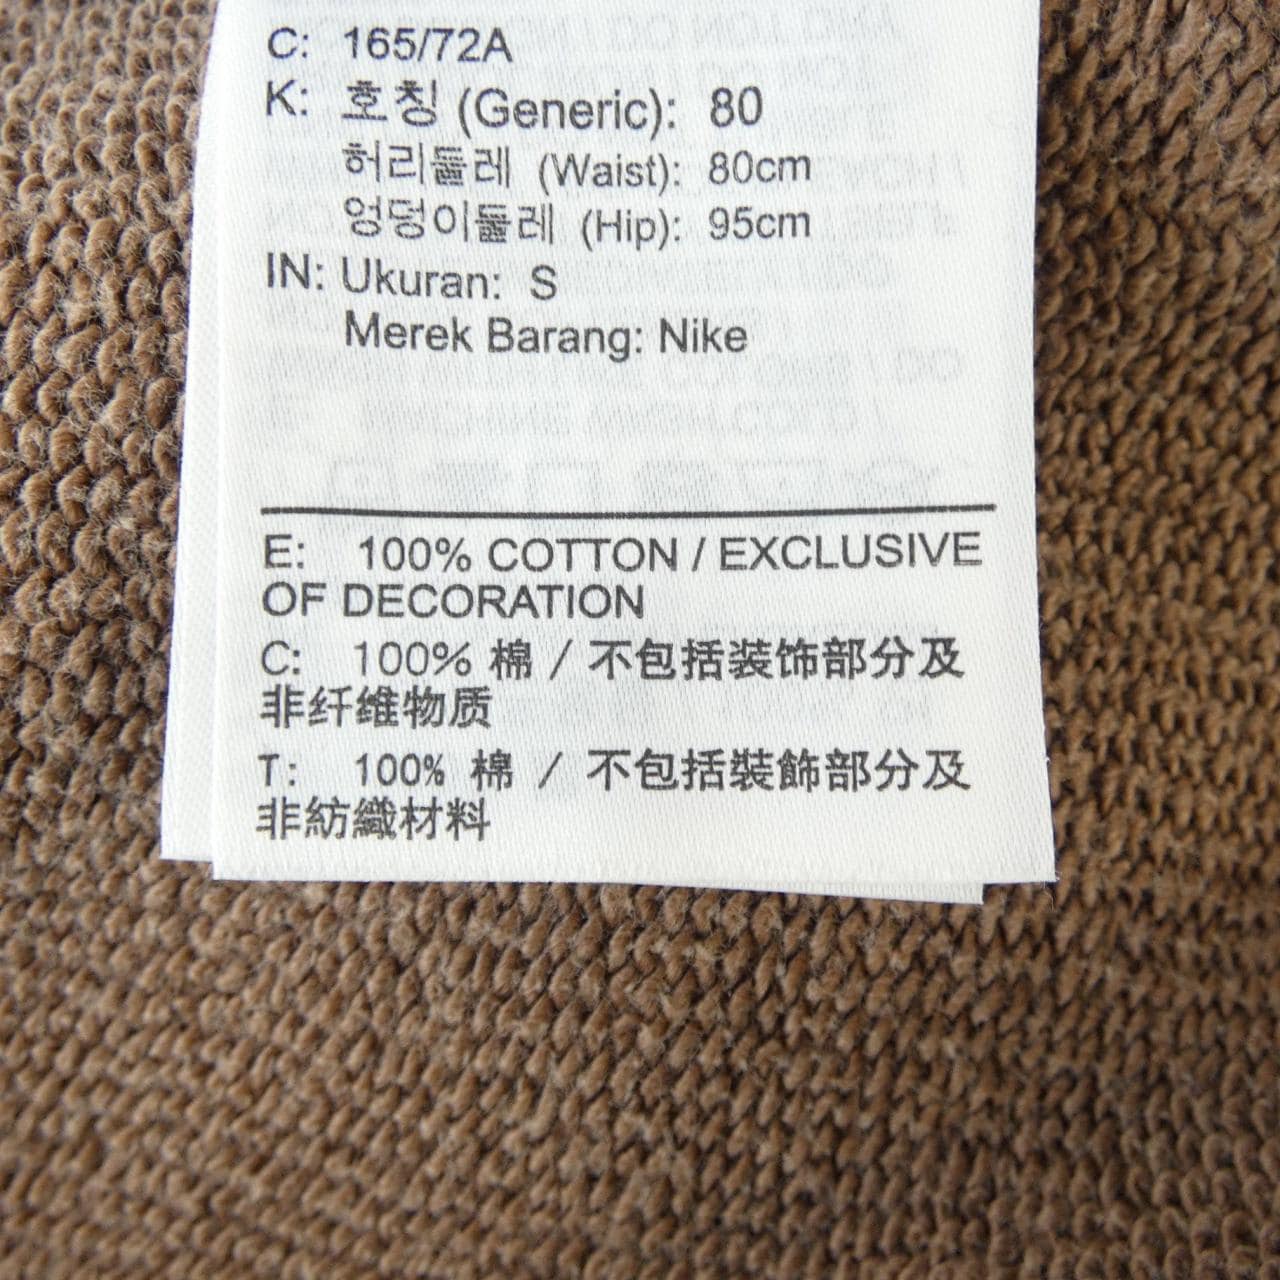 C: 165/72A
K: 호칭 (Generic): 80
허리둘레 (Waist): 80cm
엉덩이둘레 (Hip): 95cm
IN: Ukuran: S
Merek Barang: Nike
E: 100% COTTON / EXCLUSIVE
OF DECORATION
C: 100% 棉 / 不包括装饰部分及
非纤维物质
T: 100% 棉 / 不包括裝飾部分及
非紡織材料